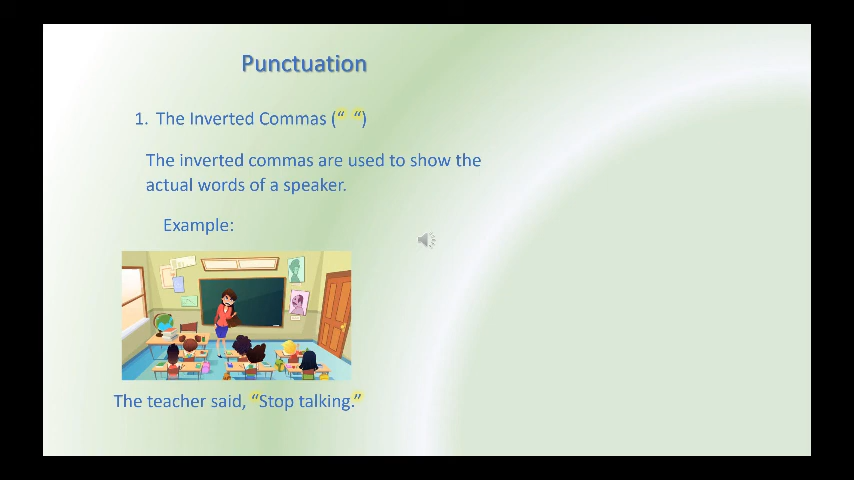 Punctuation
1. The Inverted Commas (“ “)
The inverted commas are used to show the
actual words of a speaker.
Example:
The teacher said, “Stop talking.”